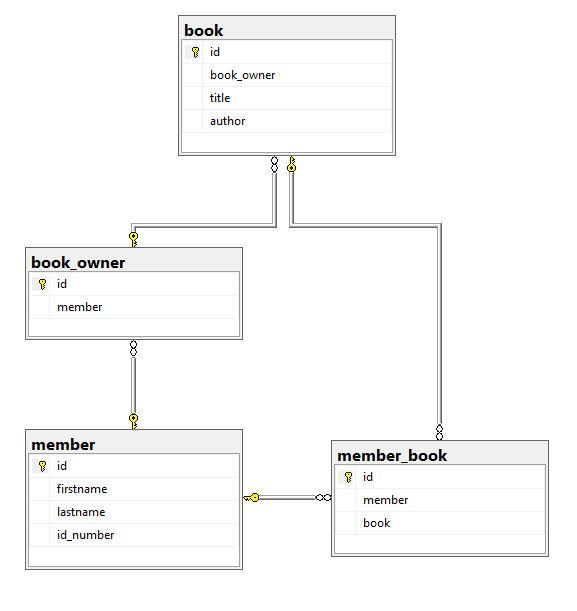 book
id
book_owner
title
author
book_owner
id
member
member
id
firstname
lastname
id_number
member_book
id
member
book